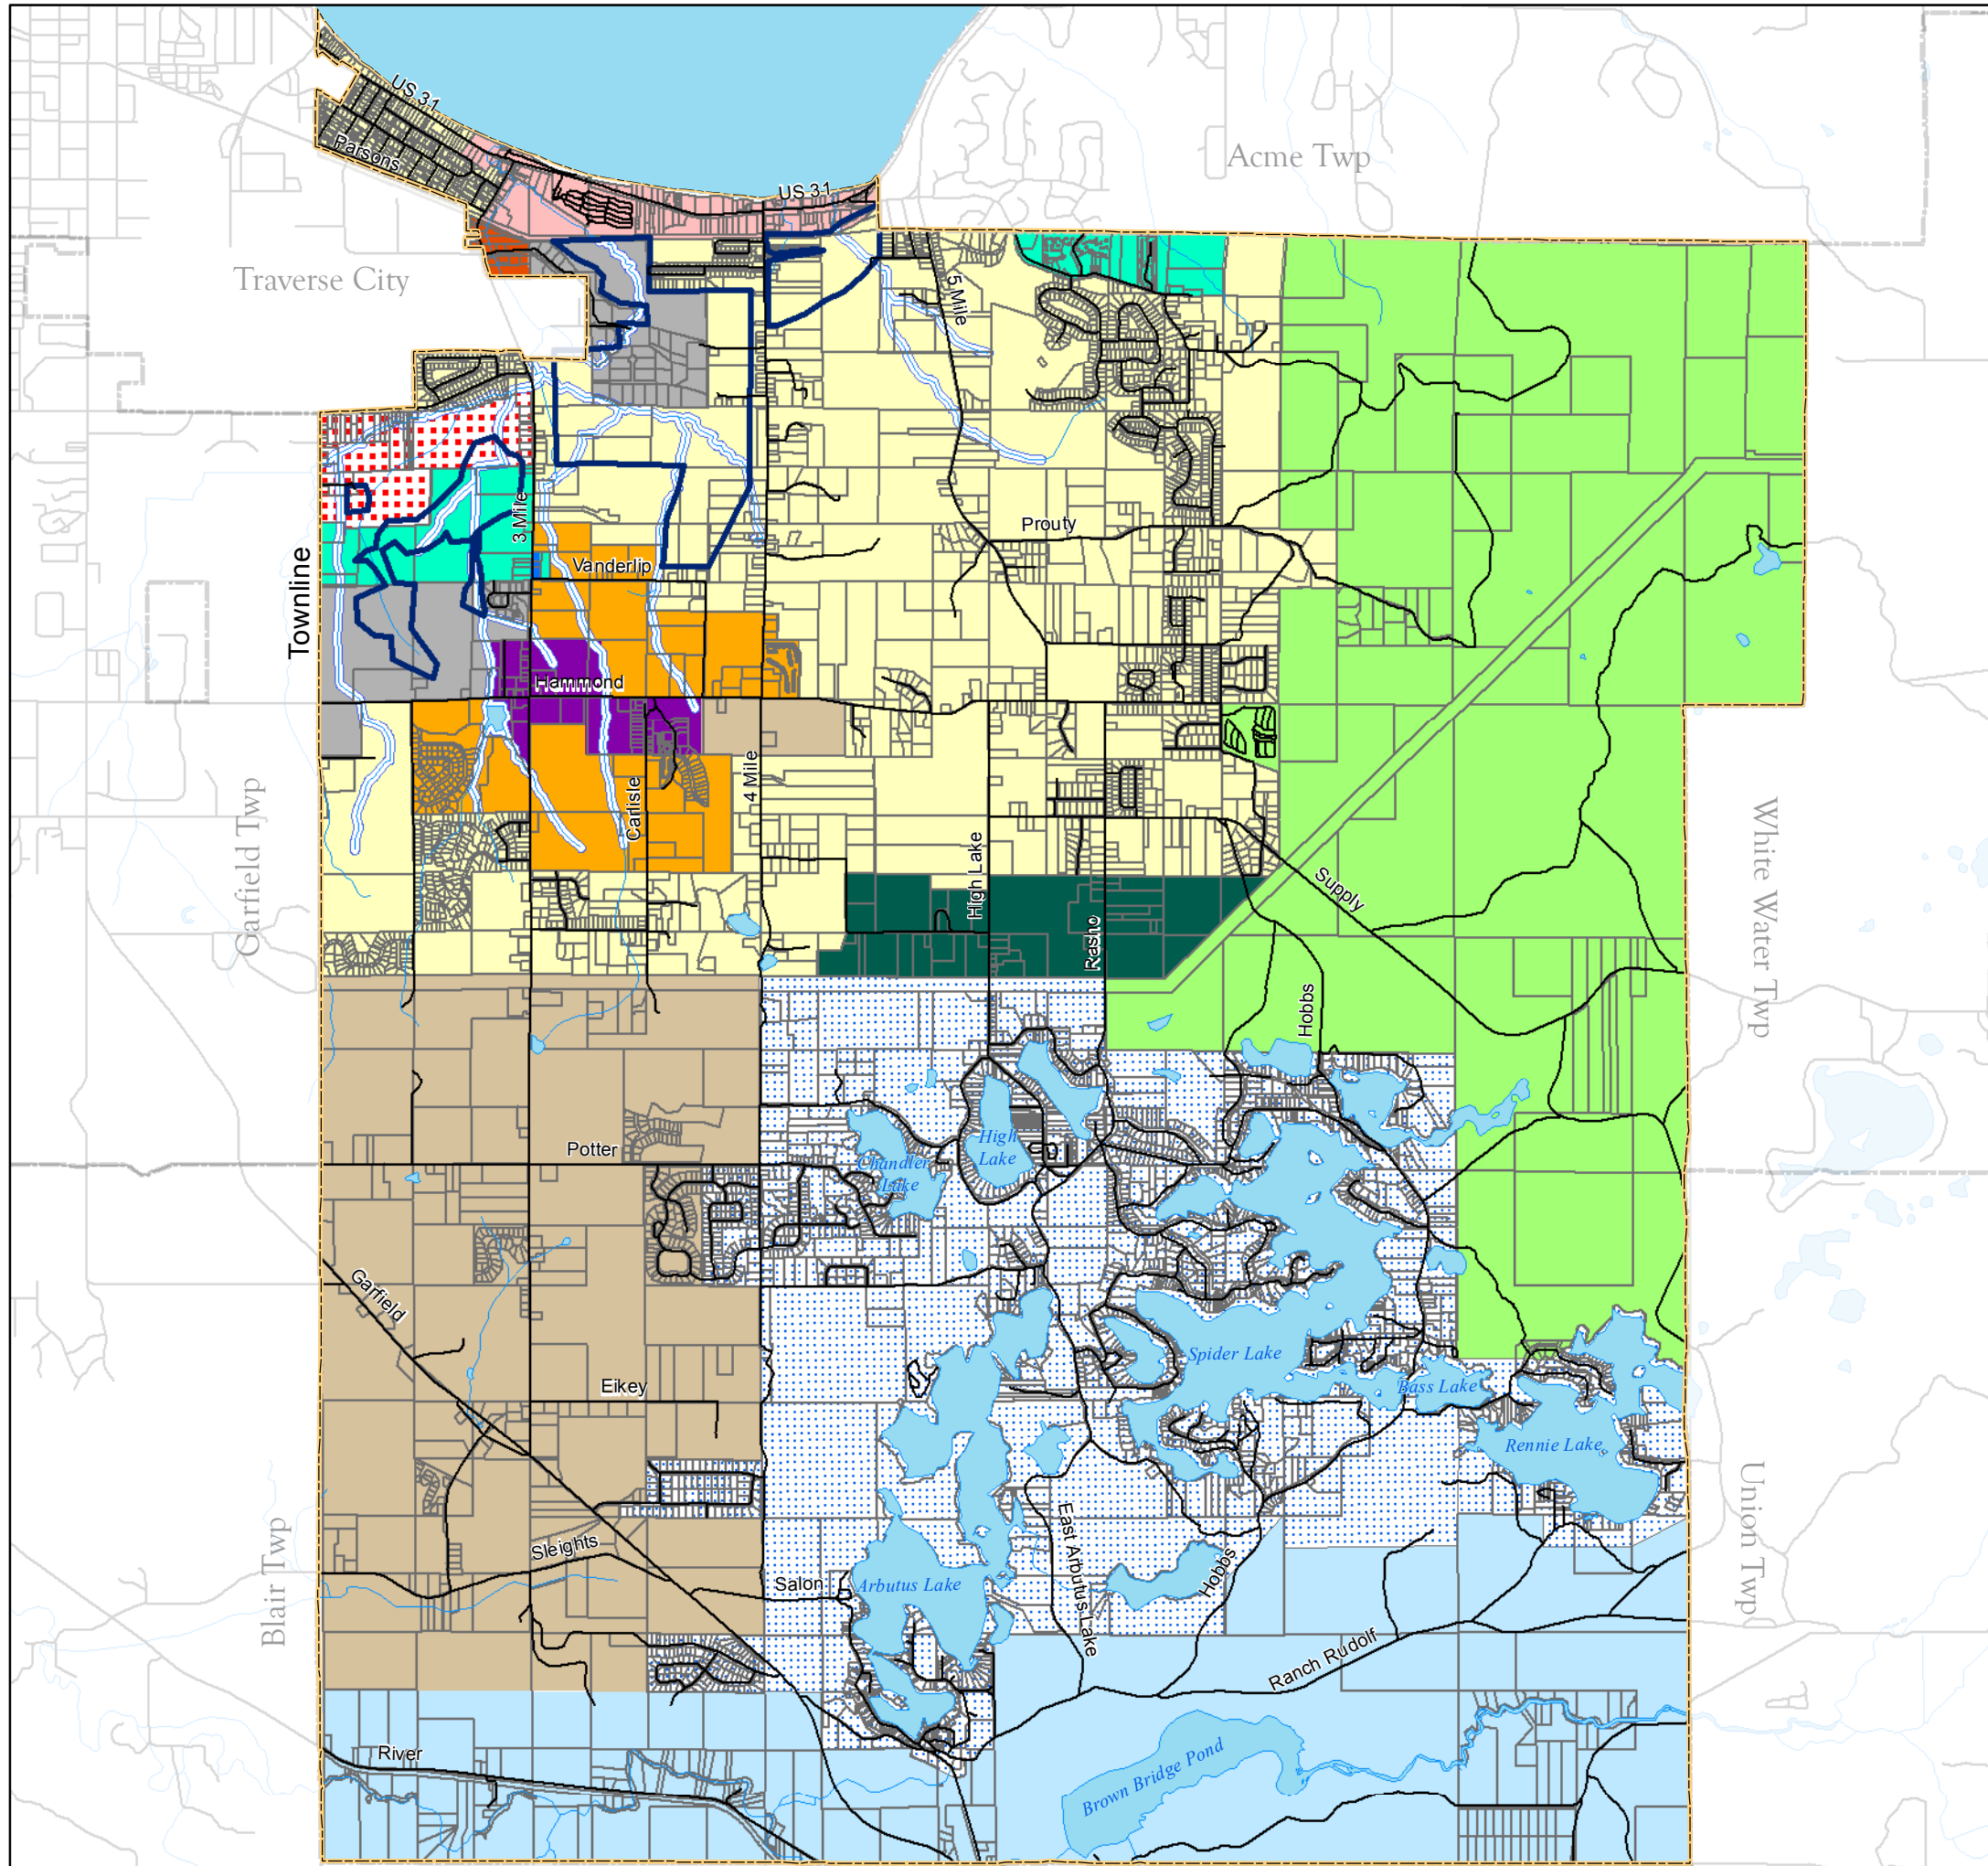 US 31
Parsons
US 31
Acme Twp
Traverse City
5 Mile
3 Mile
Prouty
Vanderlip
Townline
Hammond
4 Mile
Carlisle
High Lake
Garfield Twp
White Water Twp
Supply
Rasho
Hobbs
Potter
High
Lake
Chandler
Lake
Garfield
Spider Lake
Eikey
Bass Lake
Rennie Lake
Sleights
East Arbutus Lake
Hobbs
Salon
Arbutus Lake
Blair Twp
Union Twp
Ranch Rudolf
River
Brown Bridge Pond